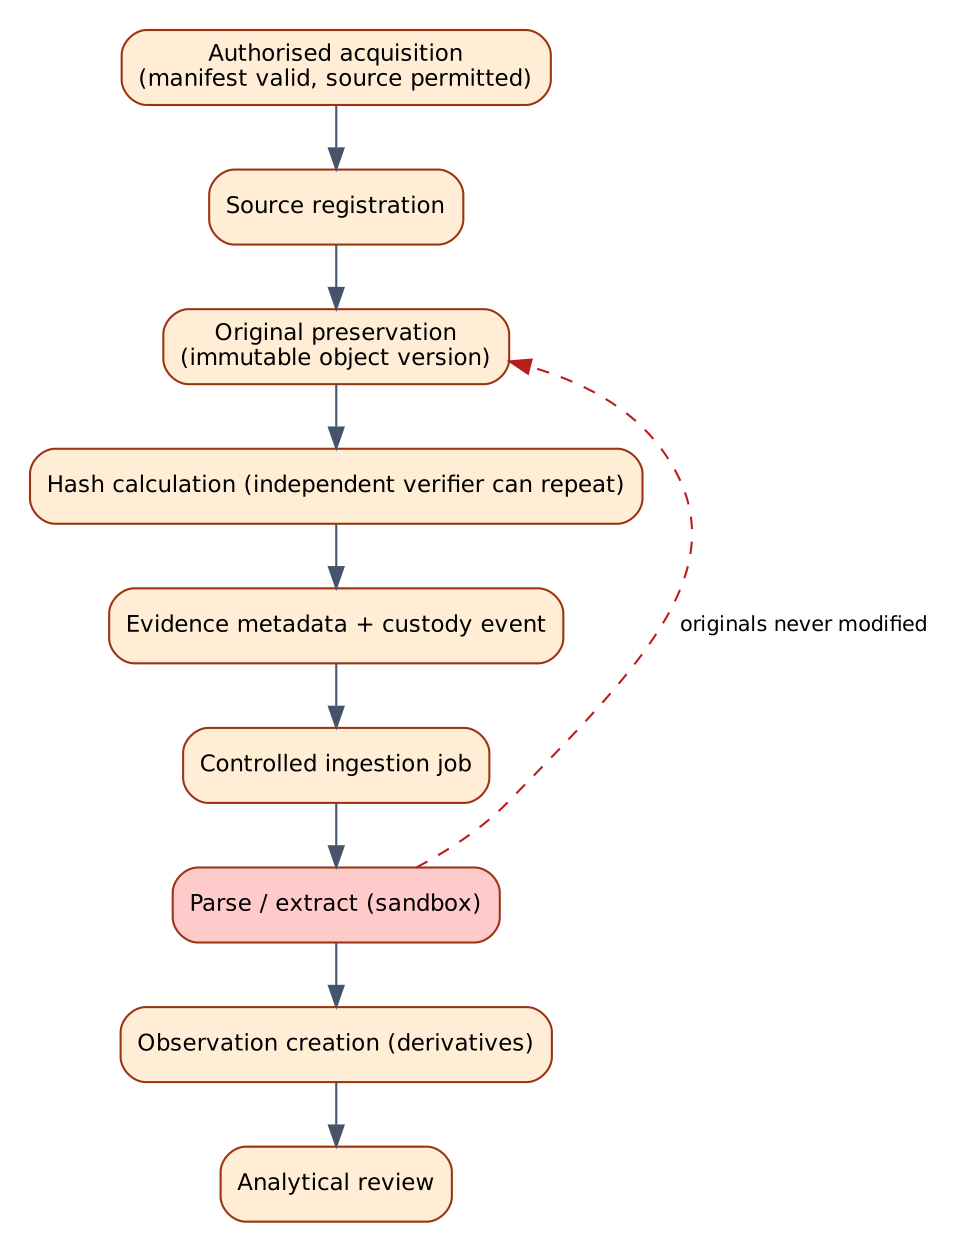 Authorised acquisition
(manifest valid, source permitted)
Source registration
Original preservation
(immutable object version)
Hash calculation (independent verifier can repeat)
Evidence metadata + custody event
originals never modified
Controlled ingestion job
Parse / extract (sandbox)
Observation creation (derivatives)
Analytical review